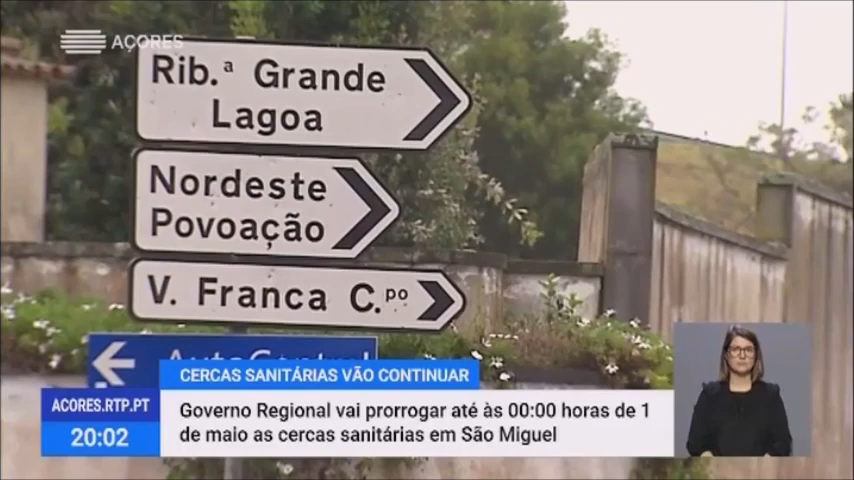 AÇORES
Rib.ª Grande
Lagoa
Nordeste
Povoação
V. Franca C.po
AutoCentral
CERCAS SANITÁRIAS VÃO CONTINUAR
ACORES.RTP.PT
20:02
Governo Regional vai prorrogar até às 00:00 horas de 1
de maio as cercas sanitárias em São Miguel